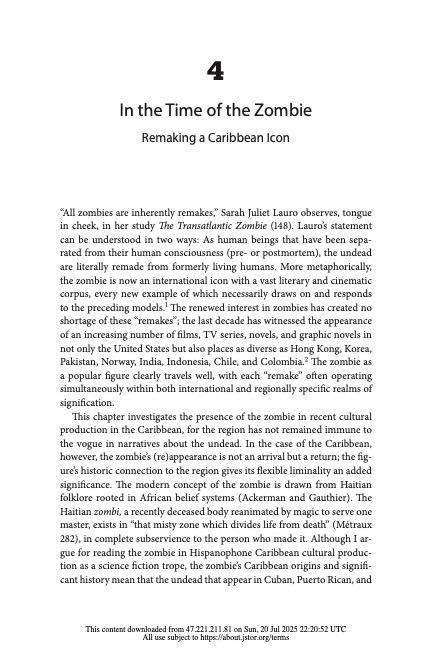 4
In the Time of the Zombie
Remaking a Caribbean Icon
“All zombies are inherently remakes,” Sarah Juliet Lauro observes, tongue
in cheek, in her study The Transatlantic Zombie (148). Lauro’s statement
can be understood in two ways: As human beings that have been sepa-
rated from their human consciousness (pre- or postmortem), the undead
are literally remade from formerly living humans. More metaphorically,
the zombie is now an international icon with a vast literary and cinematic
corpus, every new example of which necessarily draws on and responds
to the preceding models.1 The renewed interest in zombies has created no
shortage of these “remakes”; the last decade has witnessed the appearance
of an increasing number of films, TV series, novels, and graphic novels in
not only the United States but also places as diverse as Hong Kong, Korea,
Pakistan, Norway, India, Indonesia, Chile, and Colombia.2 The zombie as
a popular figure clearly travels well, with each “remake” often operating
simultaneously within both international and regionally specific realms of
signification.
This chapter investigates the presence of the zombie in recent cultural
production in the Caribbean, for the region has not remained immune to
the vogue in narratives about the undead. In the case of the Caribbean,
however, the zombie’s (re)appearance is not an arrival but a return; the fig-
ure’s historic connection to the region gives its flexible liminality an added
significance. The modern concept of the zombie is drawn from Haitian
folklore rooted in African belief systems (Ackerman and Gauthier). The
Haitian zombi, a recently deceased body reanimated by magic to serve one
master, exists in “that misty zone which divides life from death” (Métraux
282), in complete subservience to the person who made it. Although I ar-
gue for reading the zombie in Hispanophone Caribbean cultural produc-
tion as a science fiction trope, the zombie’s Caribbean origins and signifi-
cant history mean that the undead that appear in Cuban, Puerto Rican, and
This content downloaded from 47.221.211.81 on Sun, 20 Jul 2025 22:20:52 UTC
All use subject to https://about.jstor.org/terms